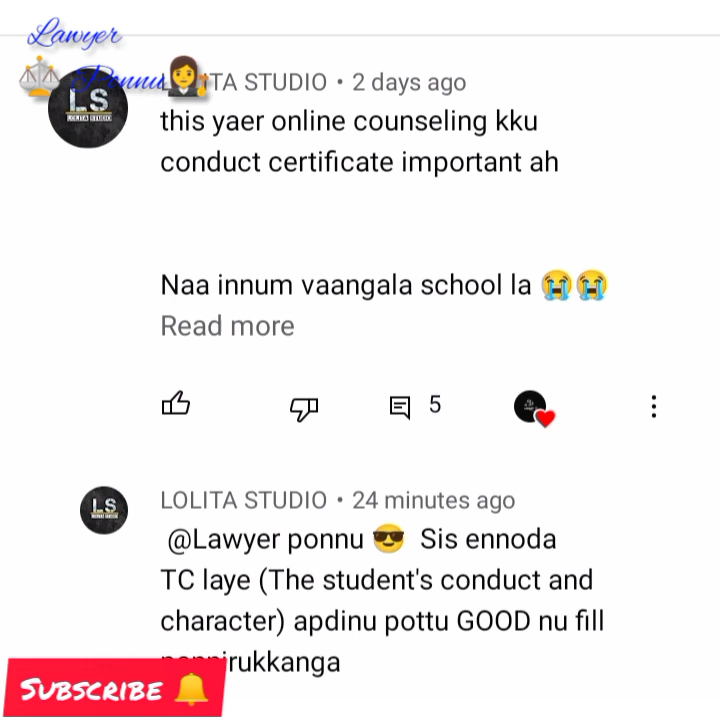 Lawyer
Ponnu
TA STUDIO • 2 days ago
LS
LOLITA STUDIO
this yaer online counseling kku
conduct certificate important ah
Naa innum vaangala school la 😭😭
Read more
5
LS
LOLITA STUDIO • 24 minutes ago
@Lawyer ponnu 😎 Sis ennoda
TC laye (The student's conduct and
character) apdinu pottu GOOD nu fill
irukkanga
SUBSCRIBE